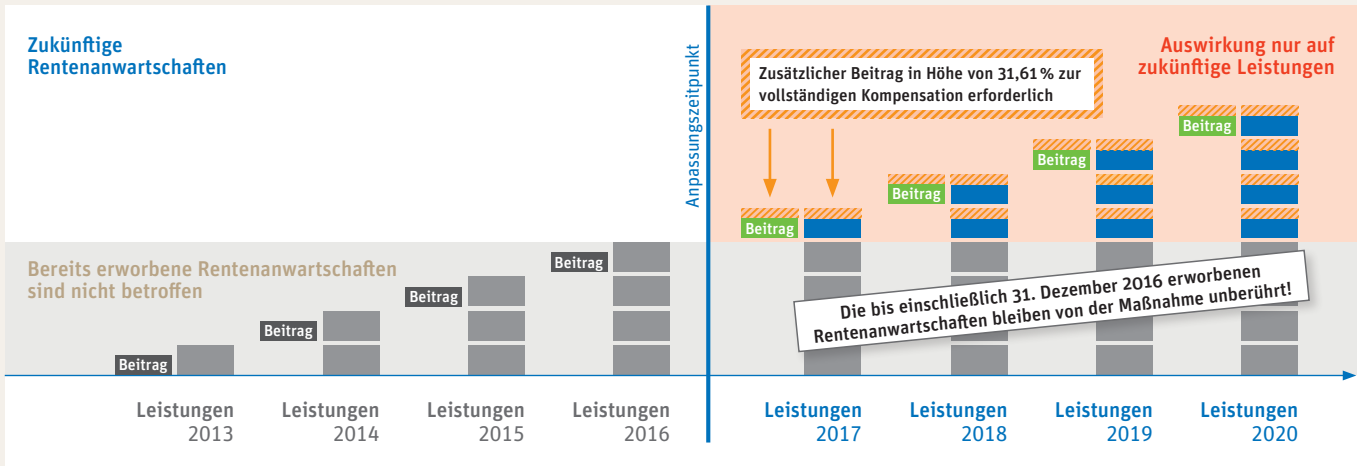 Zukünftige
Rentenanwartschaften
Anpassungszeitpunkt
Auswirkung nur auf
zukünftige Leistungen
Zusätzlicher Beitrag in Höhe von 31,61 % zur
vollständigen Kompensation erforderlich
Beitrag
Beitrag
Beitrag
Beitrag
Bereits erworbene Rentenanwartschaften
sind nicht betroffen
Beitrag
Beitrag
Beitrag
Beitrag
Die bis einschließlich 31. Dezember 2016 erworbenen
Rentenanwartschaften bleiben von der Maßnahme unberührt!
Leistungen
2013
Leistungen
2014
Leistungen
2015
Leistungen
2016
Leistungen
2017
Leistungen
2018
Leistungen
2019
Leistungen
2020